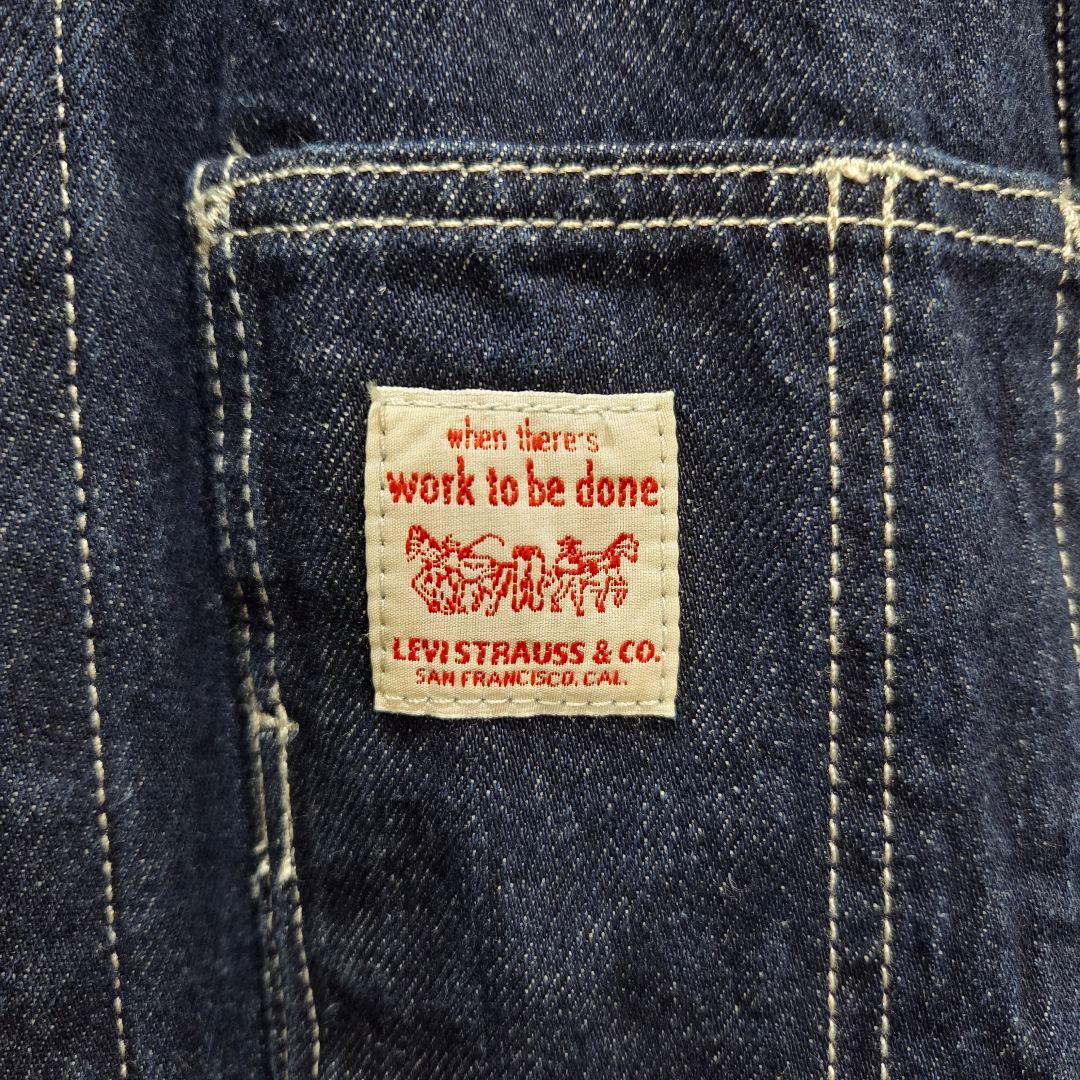 when there's
work to be done
LEVI STRAUSS & CO.
SAN FRANCISCO, CAL.